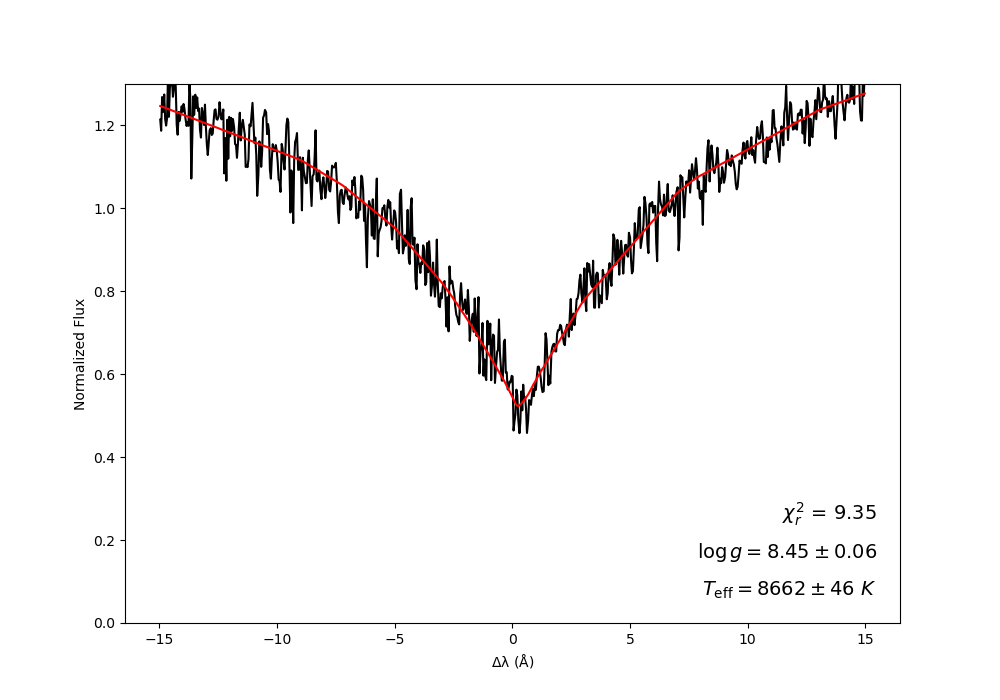 Normalized Flux
1.2
1.0
0.8
0.6
0.4
0.2
0.0
χ²ᵣ = 9.35
log g = 8.45 ± 0.06
T_eff = 8662 ± 46 K
−15 −10 −5 0 5 10 15
Δλ (Å)